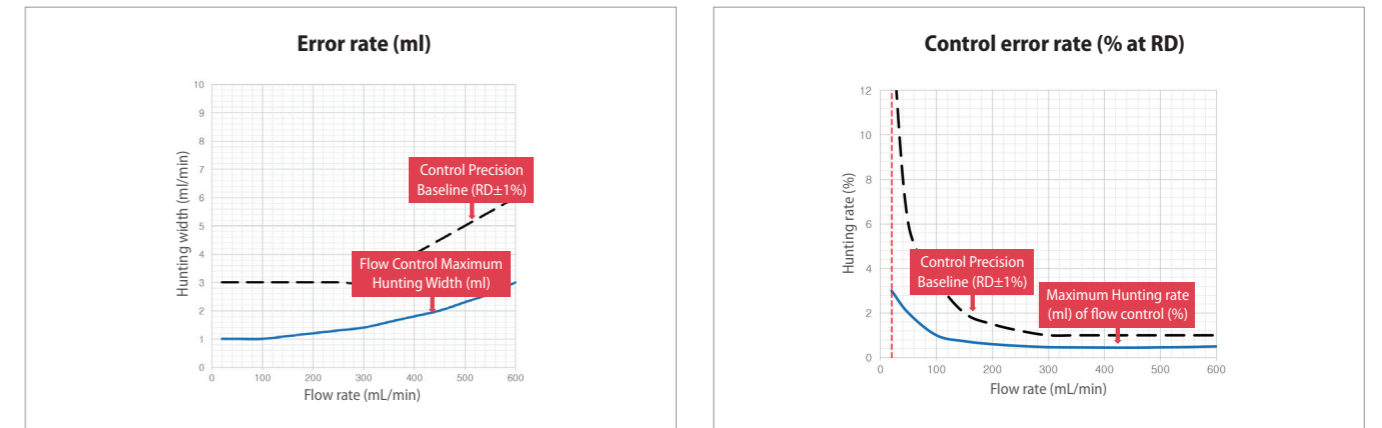 Error rate (ml)
10
9
8
7
6
5
4
3
2
1
0
Hunting width (ml/min)
Control Precision
Baseline (RD±1%)
Flow Control Maximum
Hunting Width (ml)
0 100 200 300 400 500 600
Flow rate (mL/min)
Control error rate (% at RD)
12
10
8
6
4
2
0
Hunting rate (%)
Control Precision
Baseline (RD±1%)
Maximum Hunting rate
(ml) of flow control (%)
0 100 200 300 400 500 600
Flow rate (mL/min)